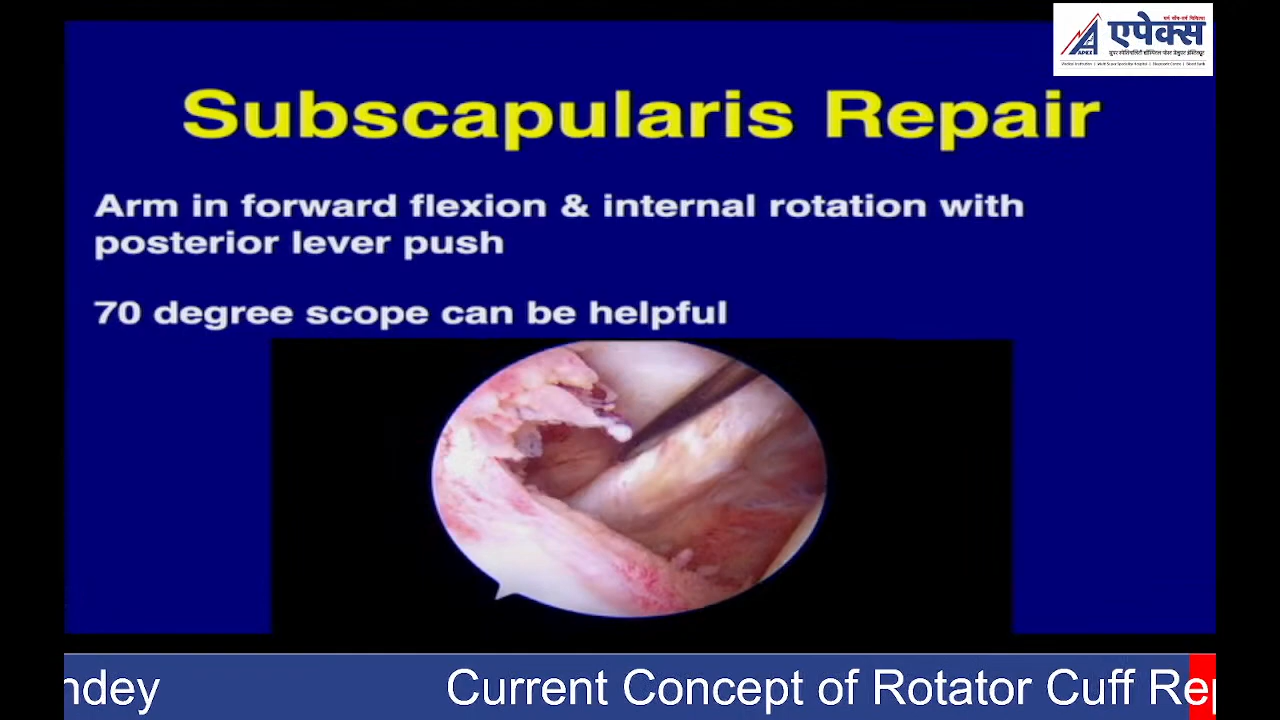 एपेक्स
Subscapularis Repair
Arm in forward flexion & internal rotation with
posterior lever push
70 degree scope can be helpful
ndey Current Concept of Rotator Cuff Rep